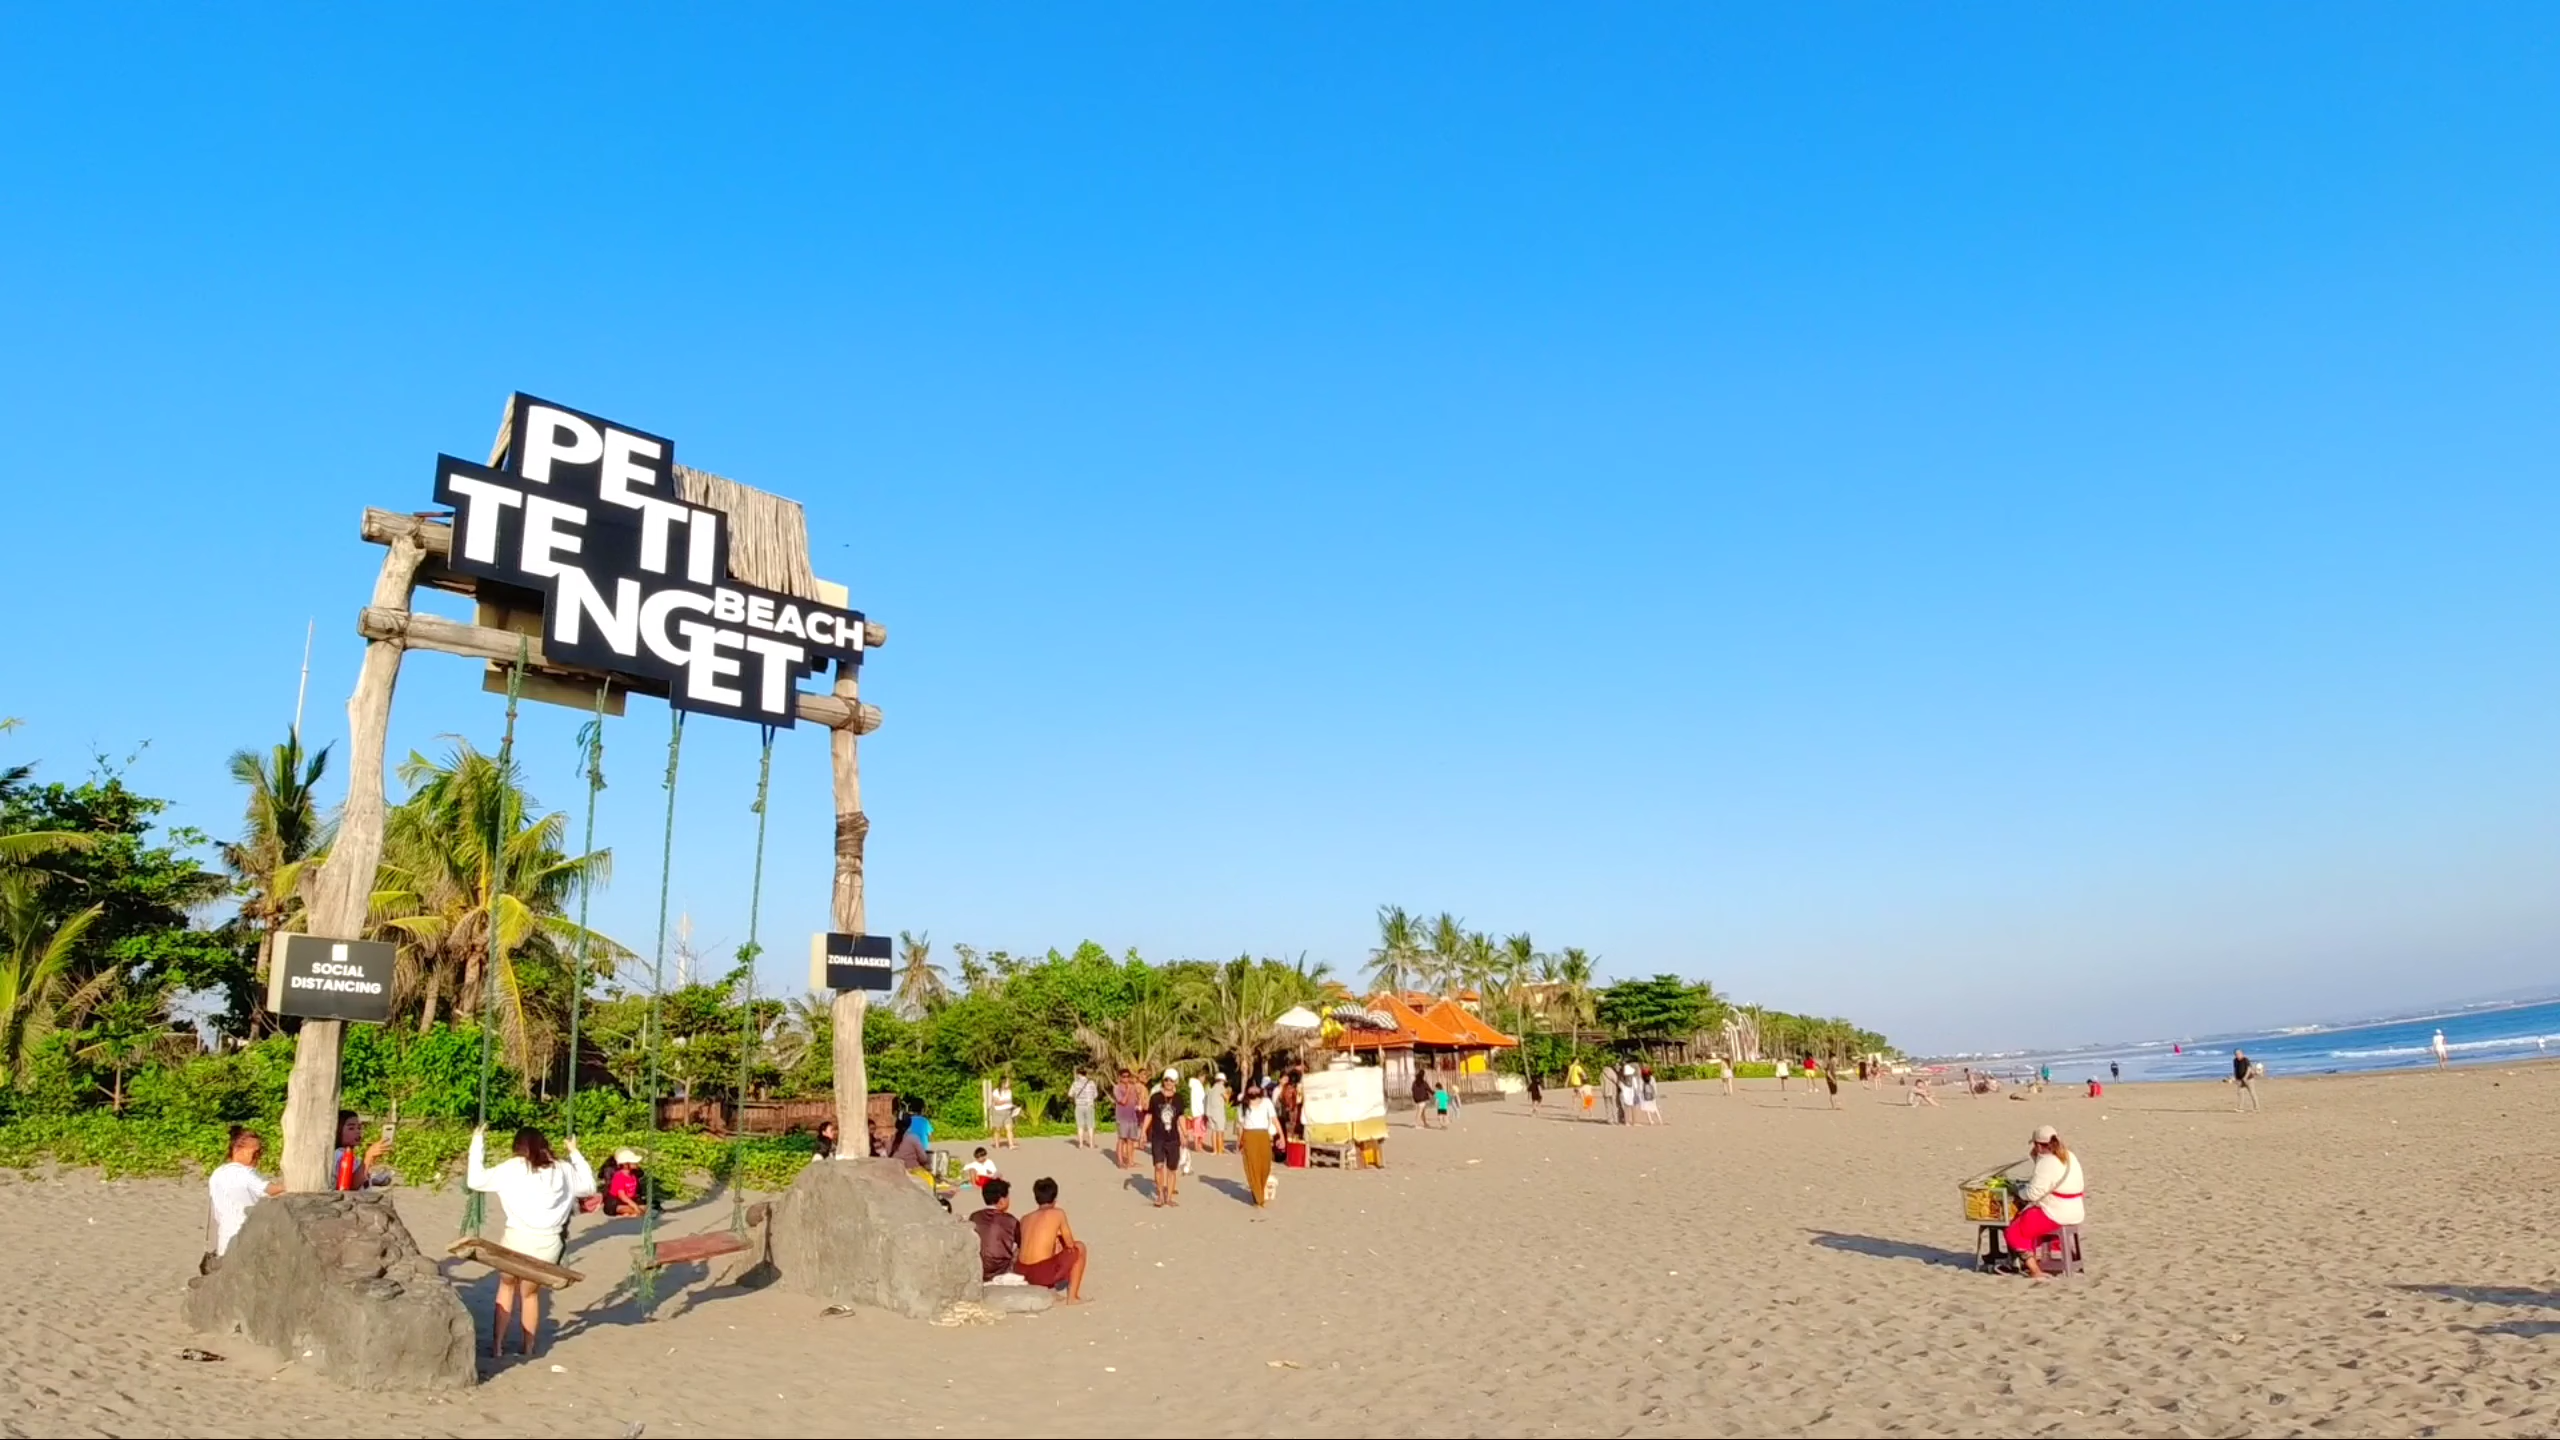 PE
TE TI
NG BEACH
ET
SOCIAL
DISTANCING
ZONA MASKER